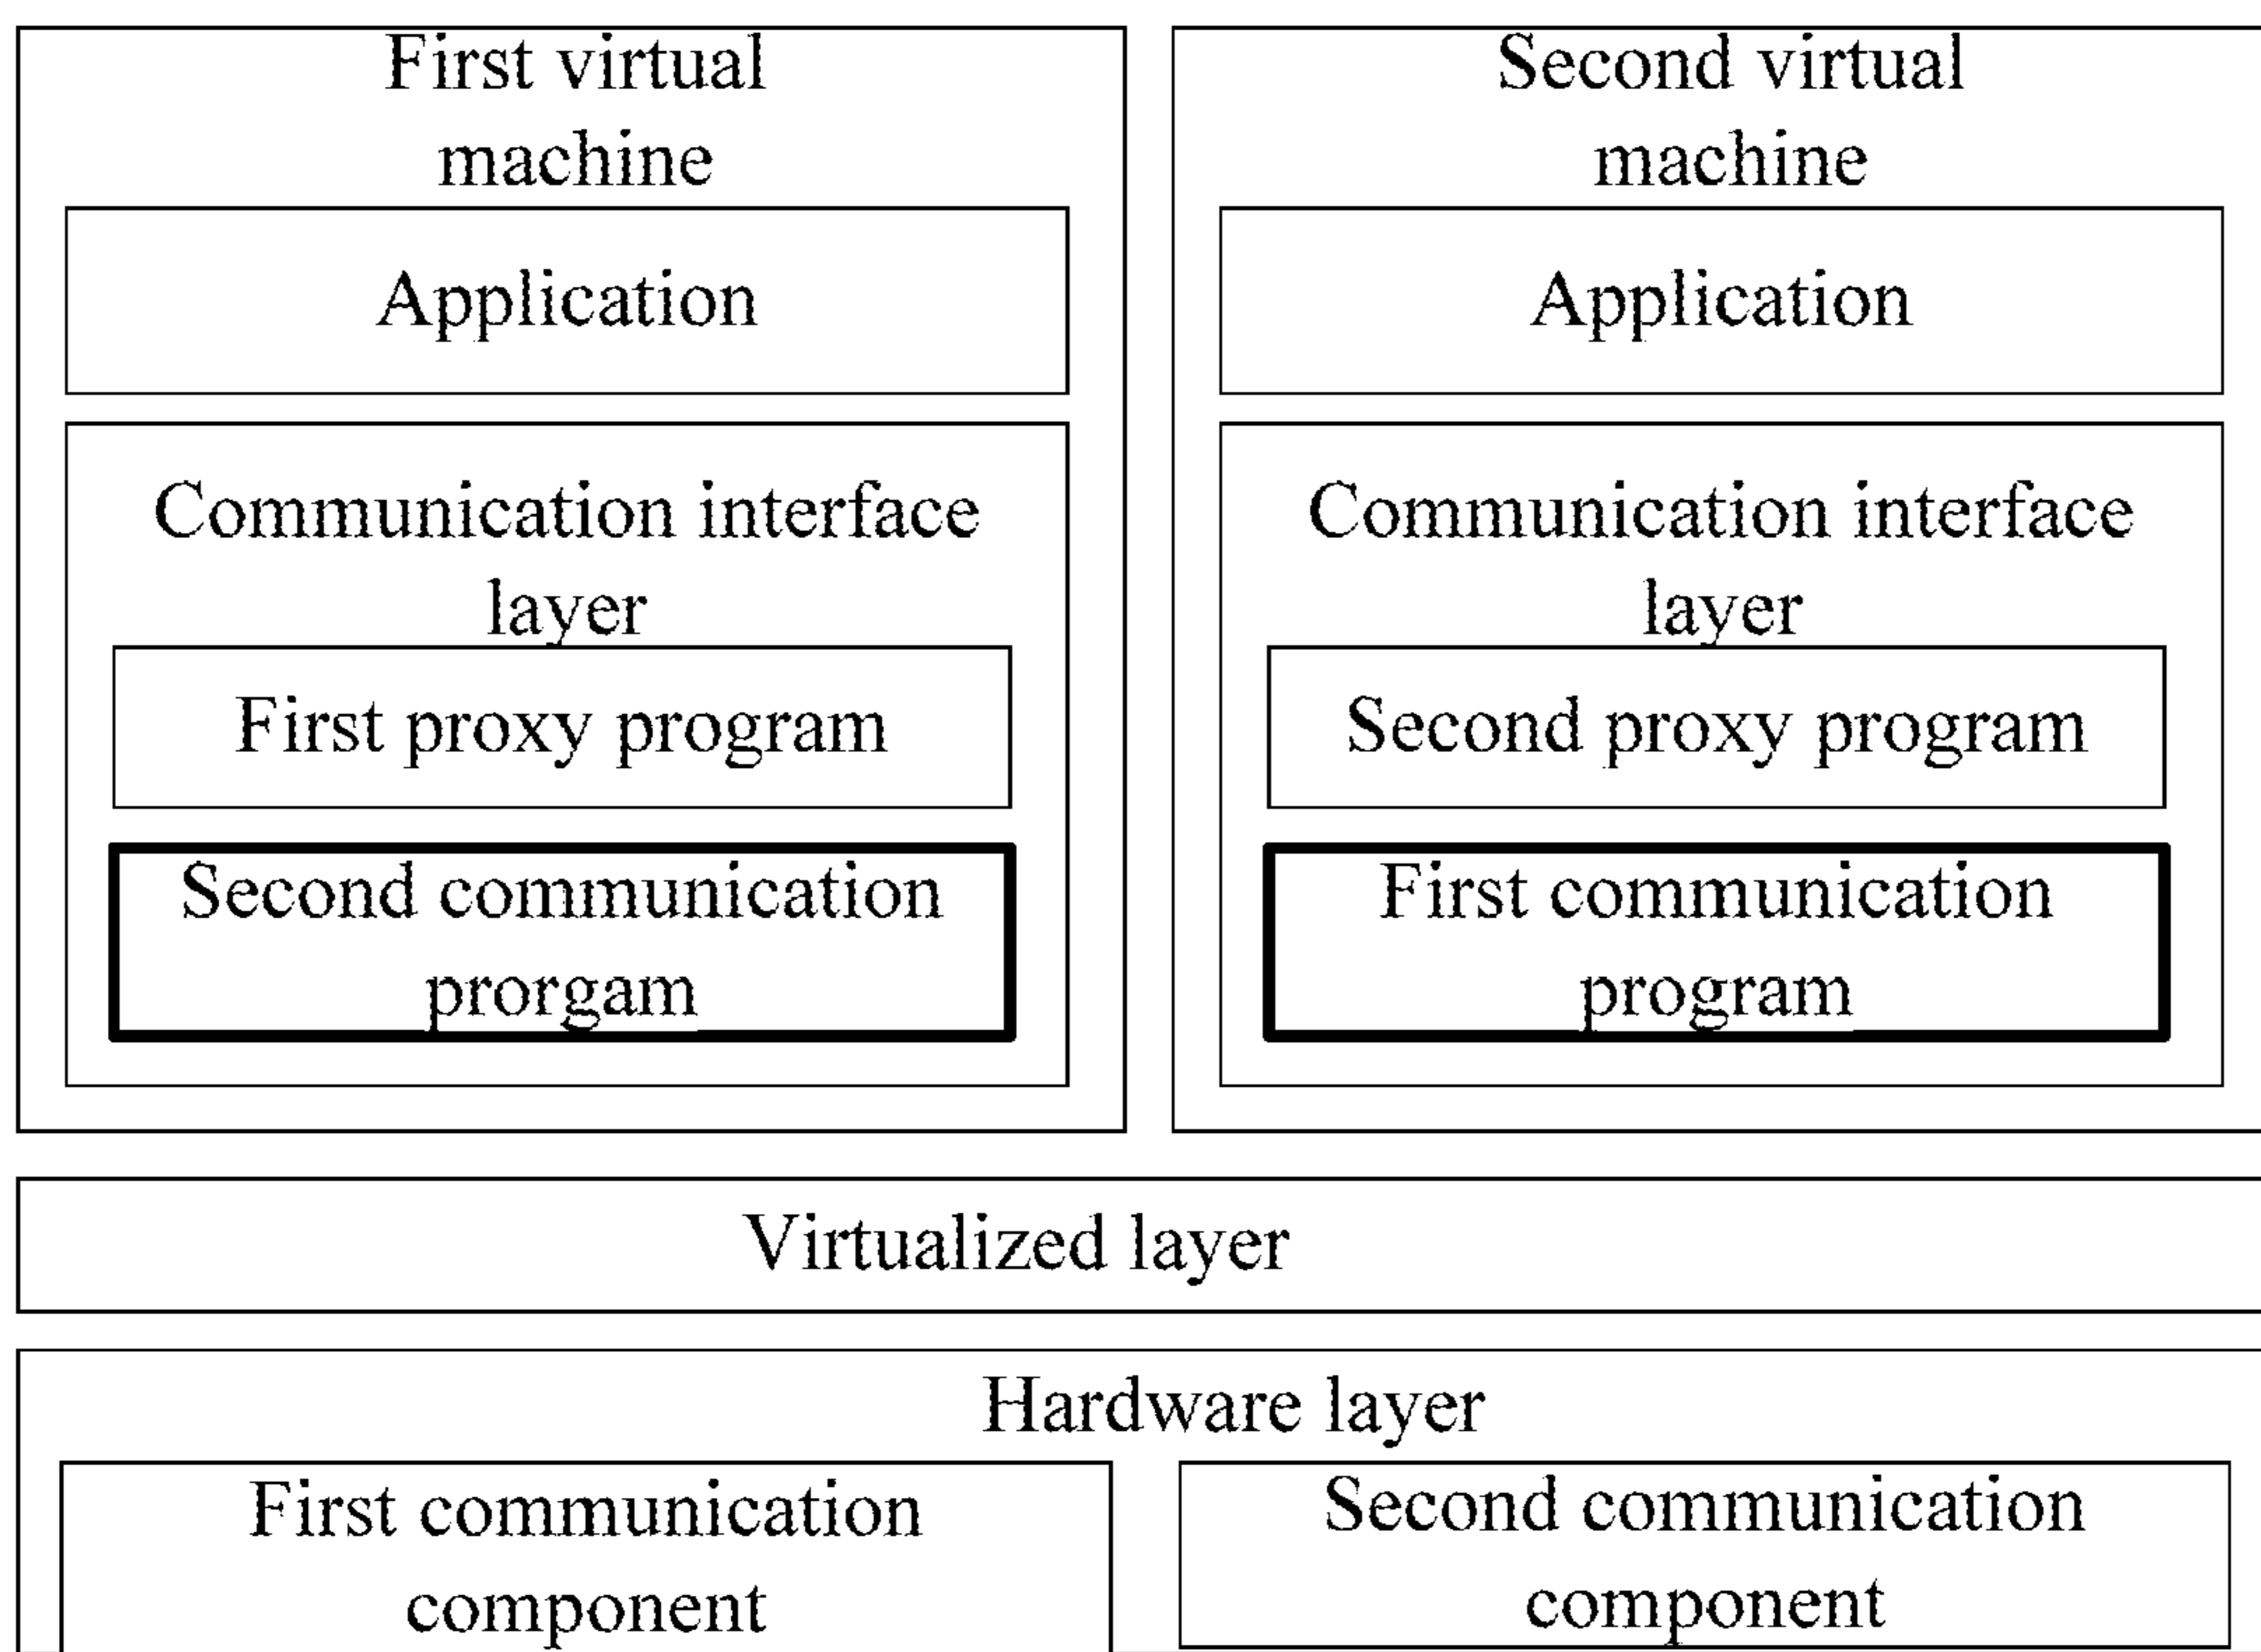 First virtual
machine
Application
Communication interface
layer
First proxy program
Second communication
prorgam
Second virtual
machine
Application
Communication interface
layer
Second proxy program
First communication
program
Virtualized layer
Hardware layer
First communication
component
Second communication
component